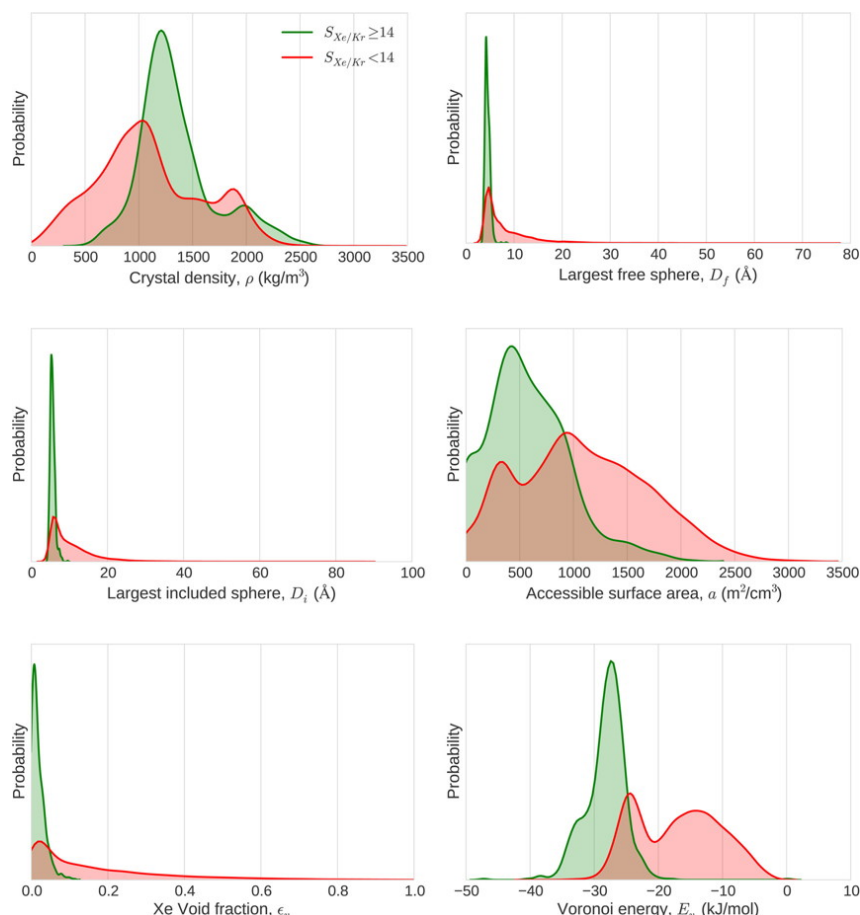 Probability
S_{Xe/Kr} ≥14
S_{Xe/Kr} <14
0 500 1000 1500 2000 2500 3000 3500
Crystal density, ρ (kg/m³)
Probability
0 10 20 30 40 50 60 70 80
Largest free sphere, D_f (Å)
Probability
0 20 40 60 80 100
Largest included sphere, D_i (Å)
Probability
0 500 1000 1500 2000 2500 3000 3500
Accessible surface area, a (m²/cm³)
Probability
0.0 0.2 0.4 0.6 0.8 1.0
Xe Void fraction, ϵ
Probability
−50 −40 −30 −20 −10 0 10
Voronoi energy, E (kJ/mol)